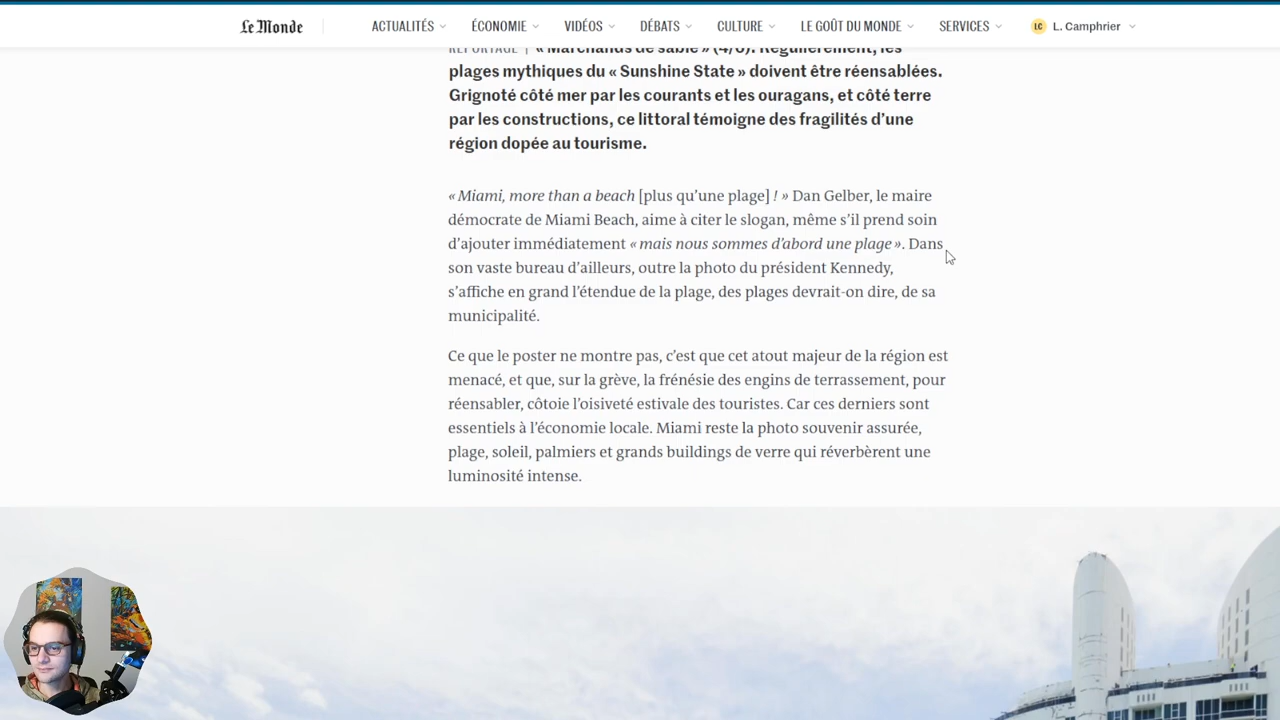 Le Monde
ACTUALITÉS
ÉCONOMIE
VIDÉOS
DÉBATS
CULTURE
LE GOÛT DU MONDE
SERVICES
LC L. Camphrier
REPORTAGE | « Marchands de sable » (4/6). Régulièrement, les
plages mythiques du « Sunshine State » doivent être réensablées.
Grignoté côté mer par les courants et les ouragans, et côté terre
par les constructions, ce littoral témoigne des fragilités d’une
région dopée au tourisme.
« Miami, more than a beach [plus qu’une plage] ! » Dan Gelber, le maire
démocrate de Miami Beach, aime à citer le slogan, même s’il prend soin
d’ajouter immédiatement « mais nous sommes d’abord une plage ». Dans
son vaste bureau d’ailleurs, outre la photo du président Kennedy,
s’affiche en grand l’étendue de la plage, des plages devrait-on dire, de sa
municipalité.
Ce que le poster ne montre pas, c’est que cet atout majeur de la région est
menacé, et que, sur la grève, la frénésie des engins de terrassement, pour
réensabler, côtoie l’oisiveté estivale des touristes. Car ces derniers sont
essentiels à l’économie locale. Miami reste la photo souvenir assurée,
plage, soleil, palmiers et grands buildings de verre qui réverbèrent une
luminosité intense.